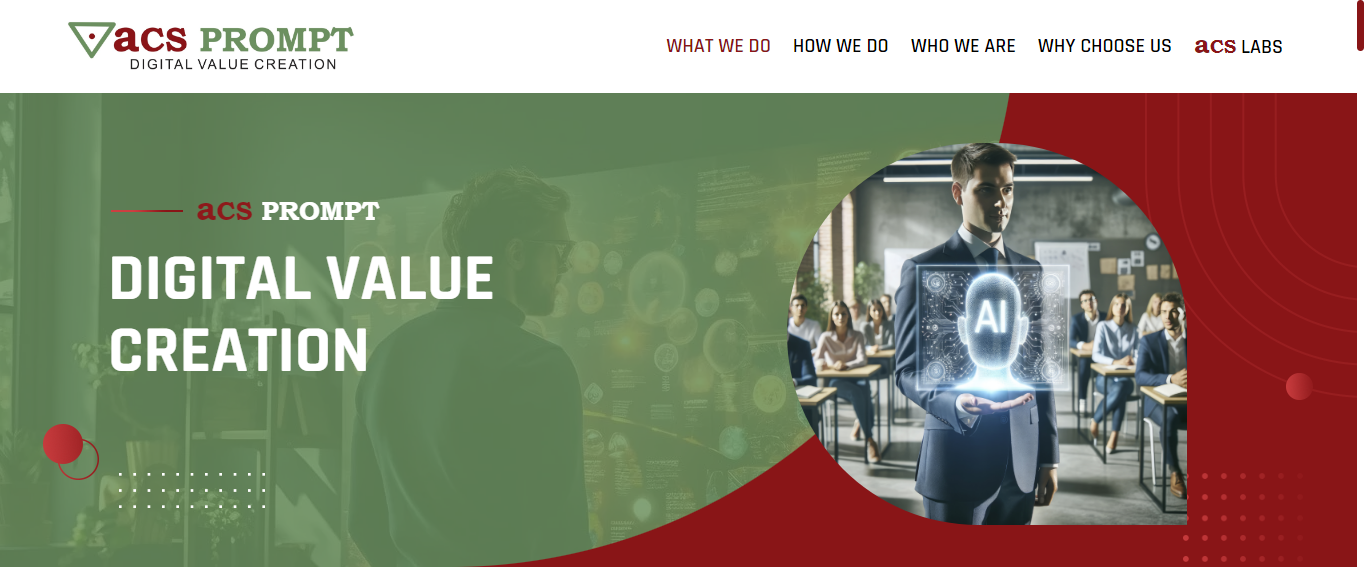 acs PROMPT
DIGITAL VALUE CREATION
WHAT WE DO HOW WE DO WHO WE ARE WHY CHOOSE US acs LABS
acs PROMPT
DIGITAL VALUE
CREATION
AI